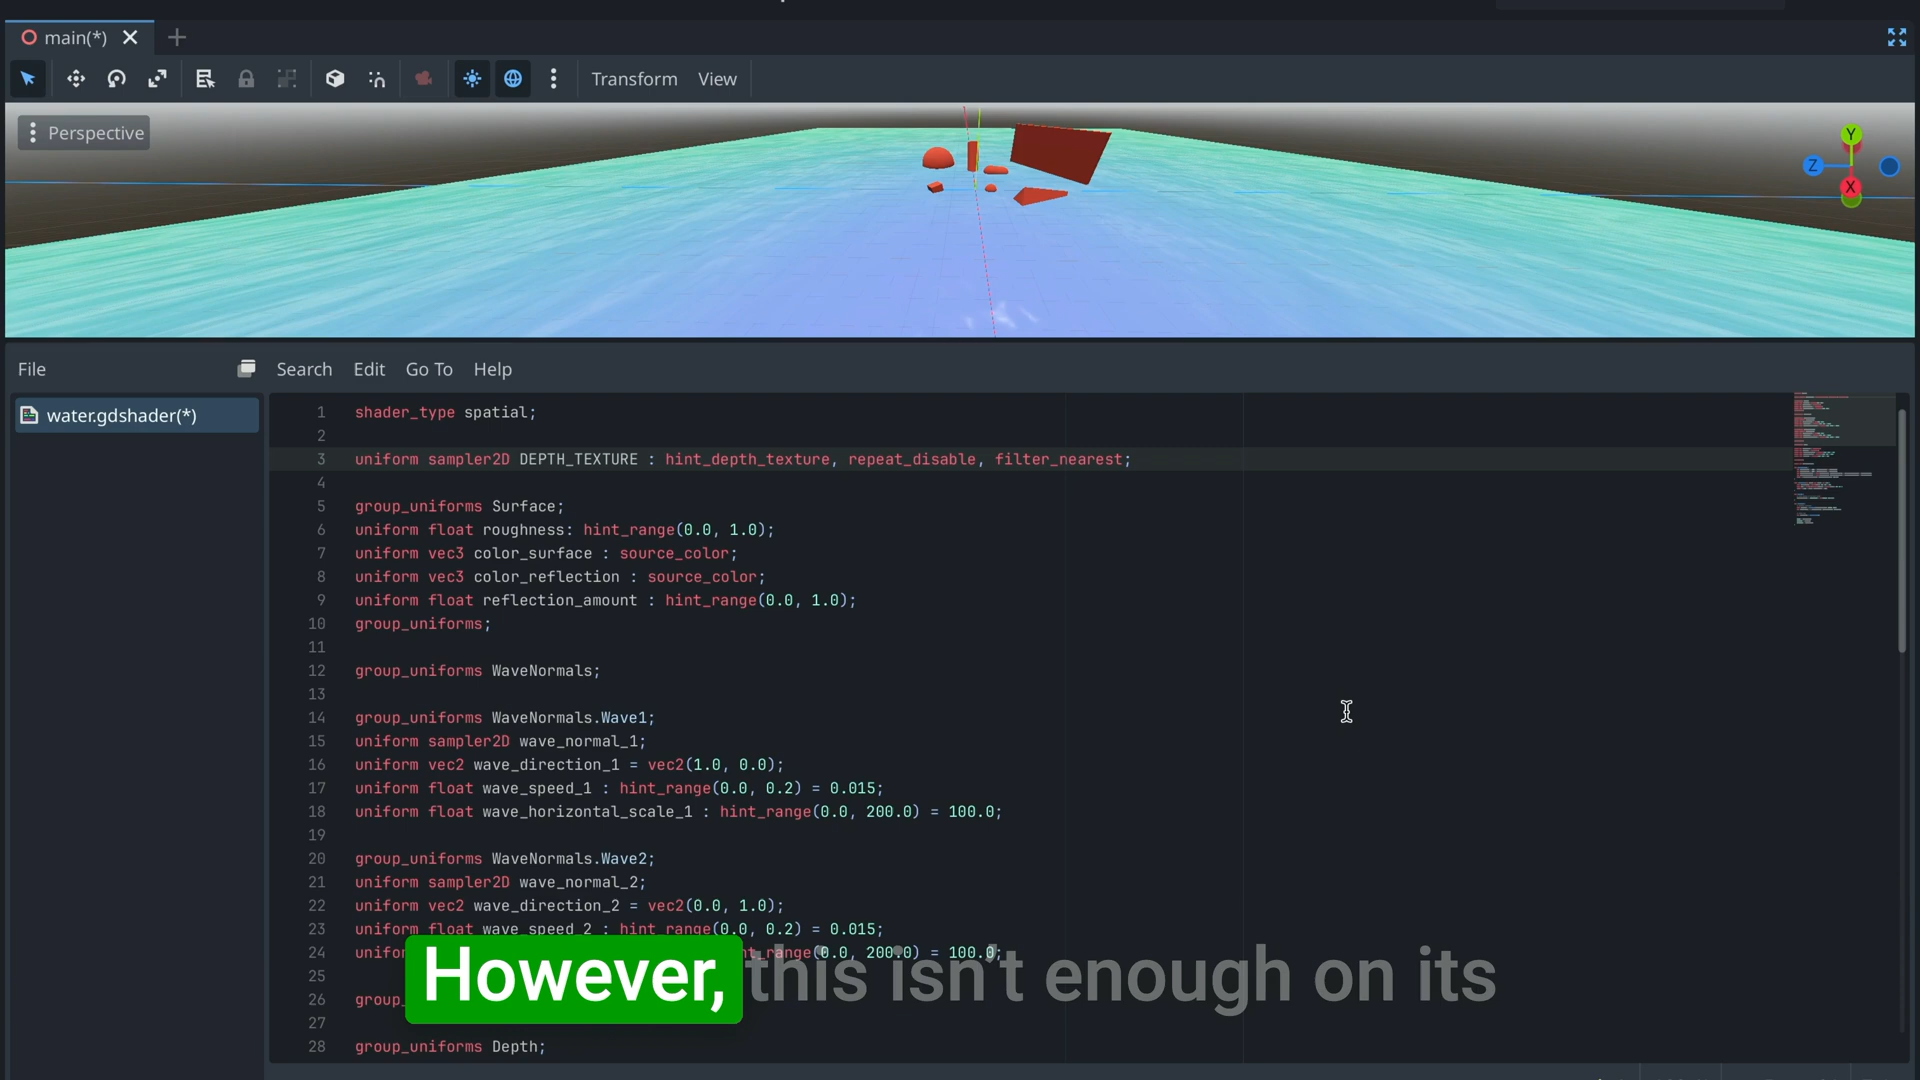 main(*)
Transform View
Perspective
Y
Z
X
File Search Edit Go To Help
water.gdshader(*)
1 shader_type spatial;
2
3 uniform sampler2D DEPTH_TEXTURE : hint_depth_texture, repeat_disable, filter_nearest;
4
5 group_uniforms Surface;
6 uniform float roughness: hint_range(0.0, 1.0);
7 uniform vec3 color_surface : source_color;
8 uniform vec3 color_reflection : source_color;
9 uniform float reflection_amount : hint_range(0.0, 1.0);
10 group_uniforms;
11
12 group_uniforms WaveNormals;
13
14 group_uniforms WaveNormals.Wave1;
15 uniform sampler2D wave_normal_1;
16 uniform vec2 wave_direction_1 = vec2(1.0, 0.0);
17 uniform float wave_speed_1 : hint_range(0.0, 0.2) = 0.015;
18 uniform float wave_horizontal_scale_1 : hint_range(0.0, 200.0) = 100.0;
19
20 group_uniforms WaveNormals.Wave2;
21 uniform sampler2D wave_normal_2;
22 uniform vec2 wave_direction_2 = vec2(0.0, 1.0);
23 uniform float wave_speed_2 : hint_range(0.0, 0.2) = 0.015;
24 200.0) = 100.0;
25
26
27
28 group_uniforms Depth;
However, this isn't enough on its